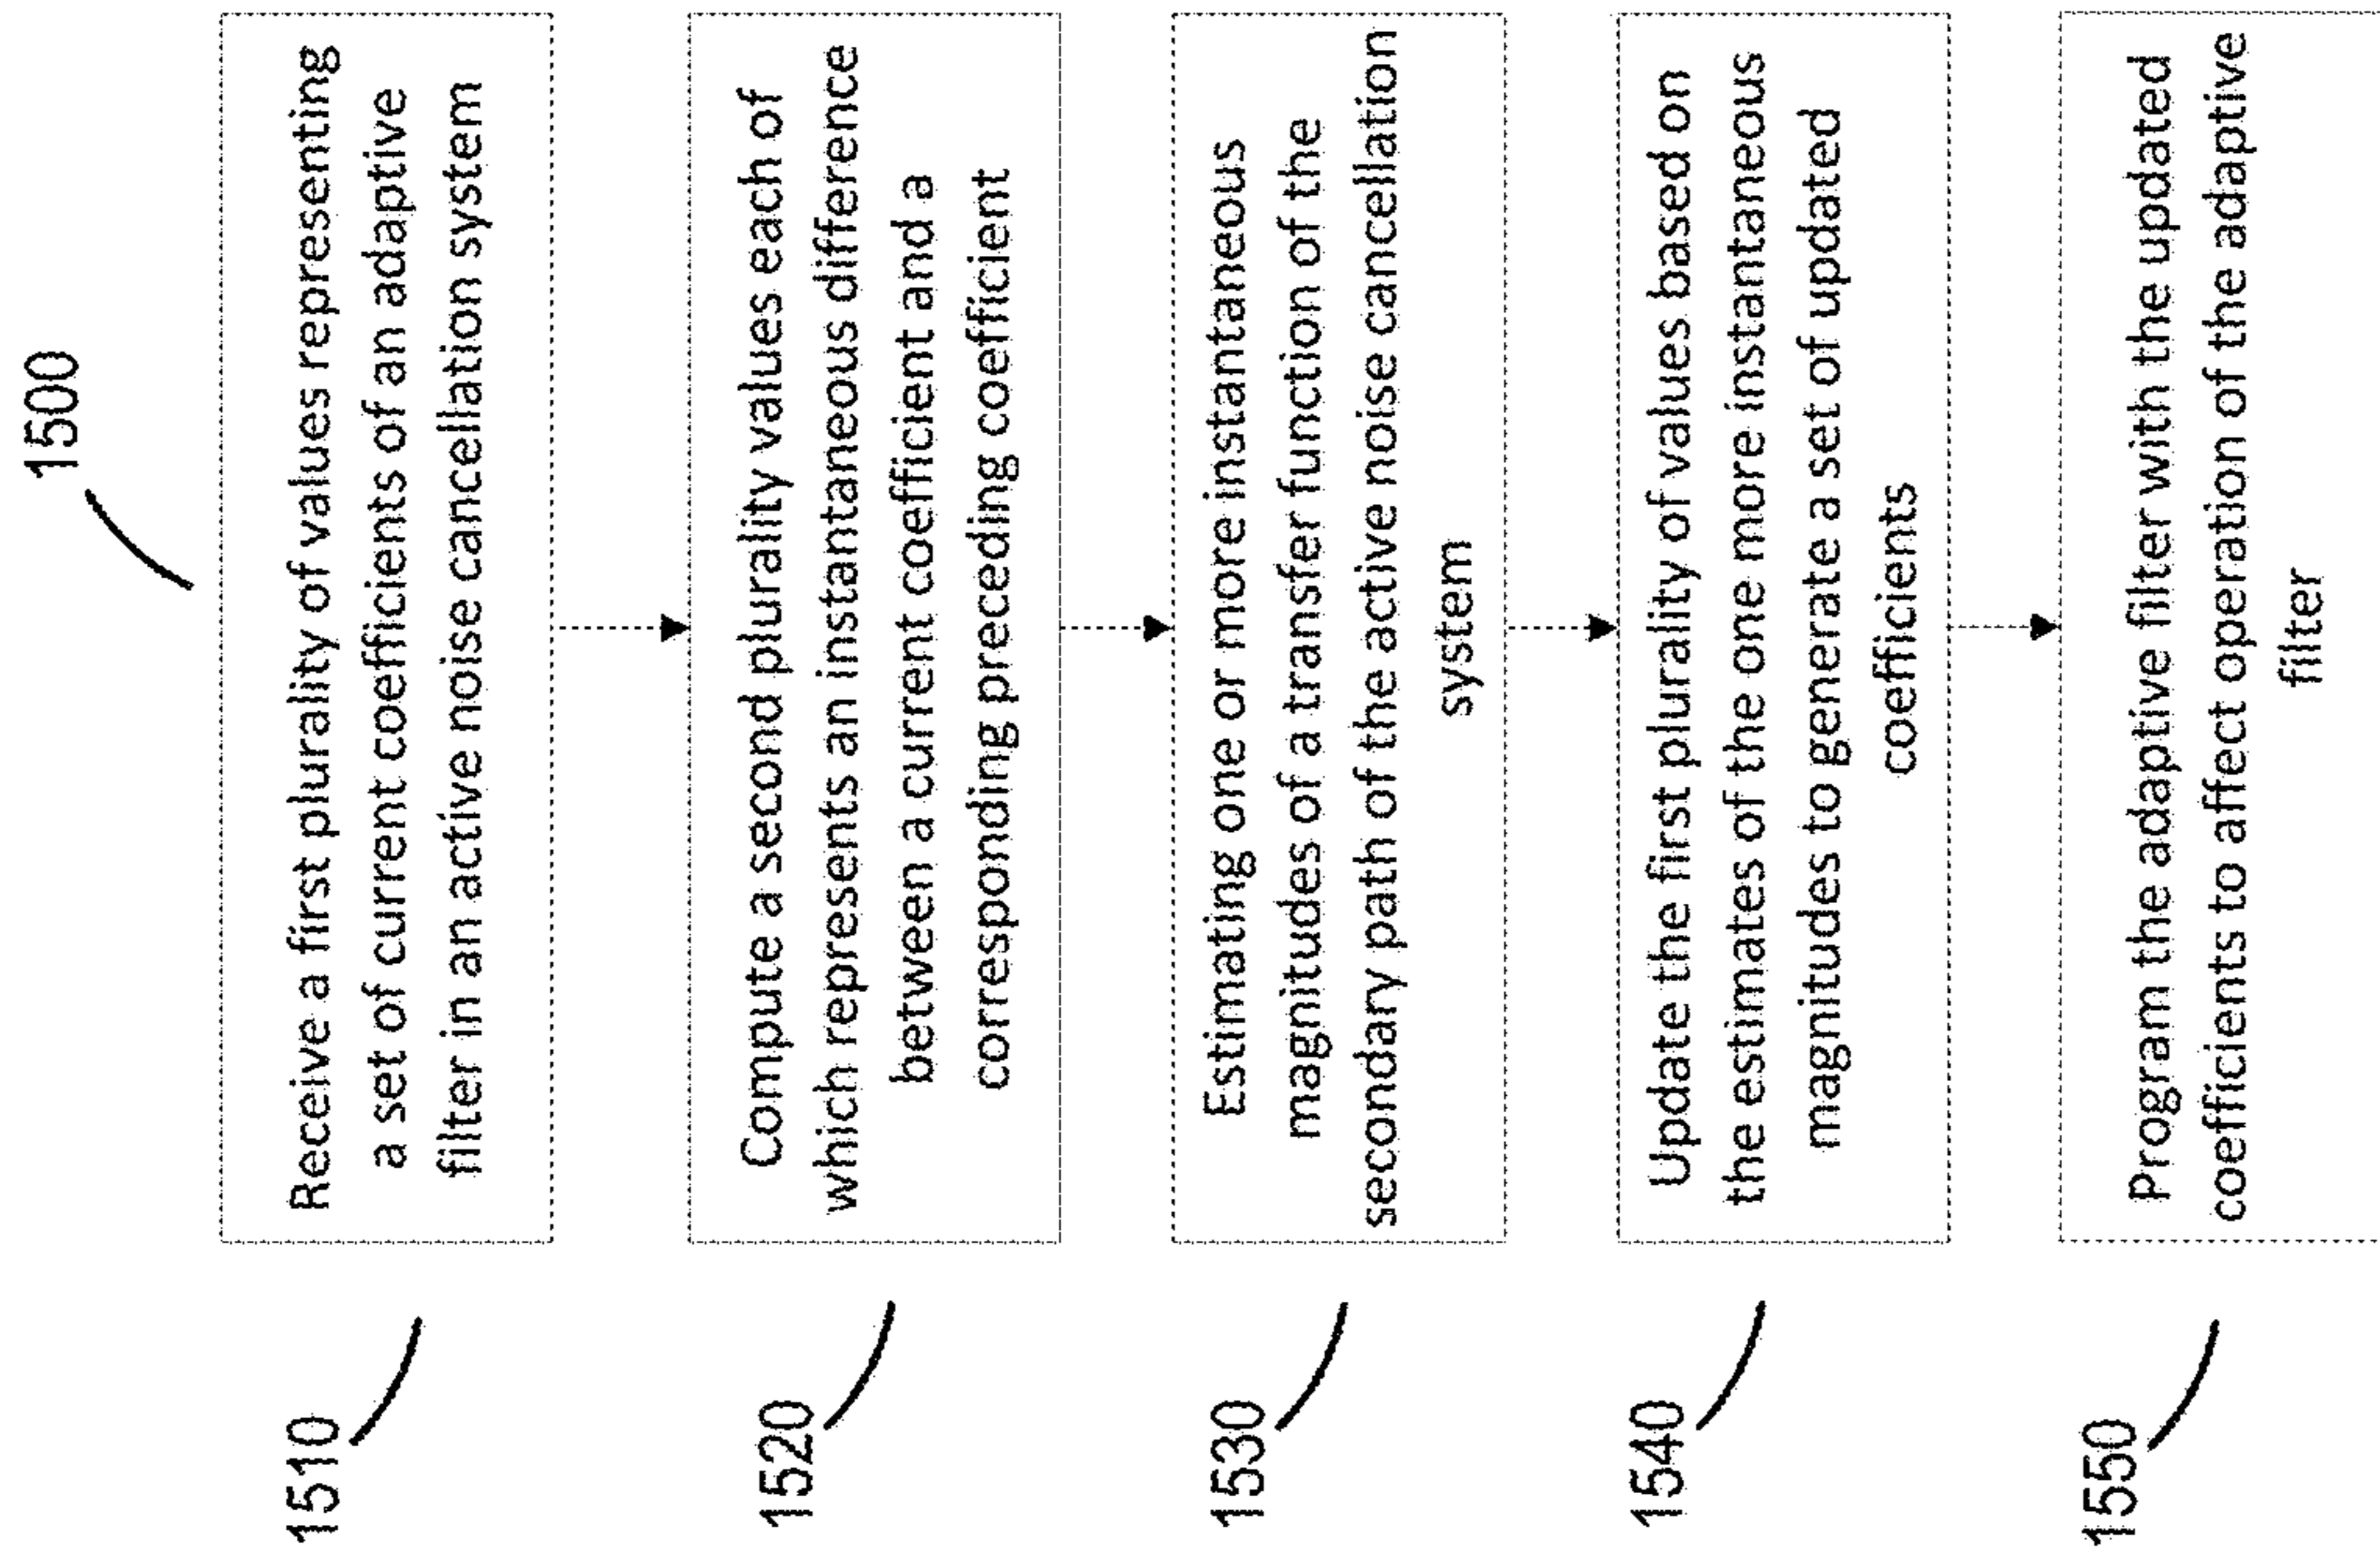 1500
1510
Receive a first plurality of values representing
a set of current coefficients of an adaptive
filter in an active noise cancellation system
1520
Compute a second plurality values each of
which represents an instantaneous difference
between a current coefficient and a
corresponding preceding coefficient
1530
Estimating one or more instantaneous
magnitudes of a transfer function of the
secondary path of the active noise cancellation
system
1540
Update the first plurality of values based on
the estimates of the one more instantaneous
magnitudes to generate a set of updated
coefficients
1550
Program the adaptive filter with the updated
coefficients to affect operation of the adaptive
filter